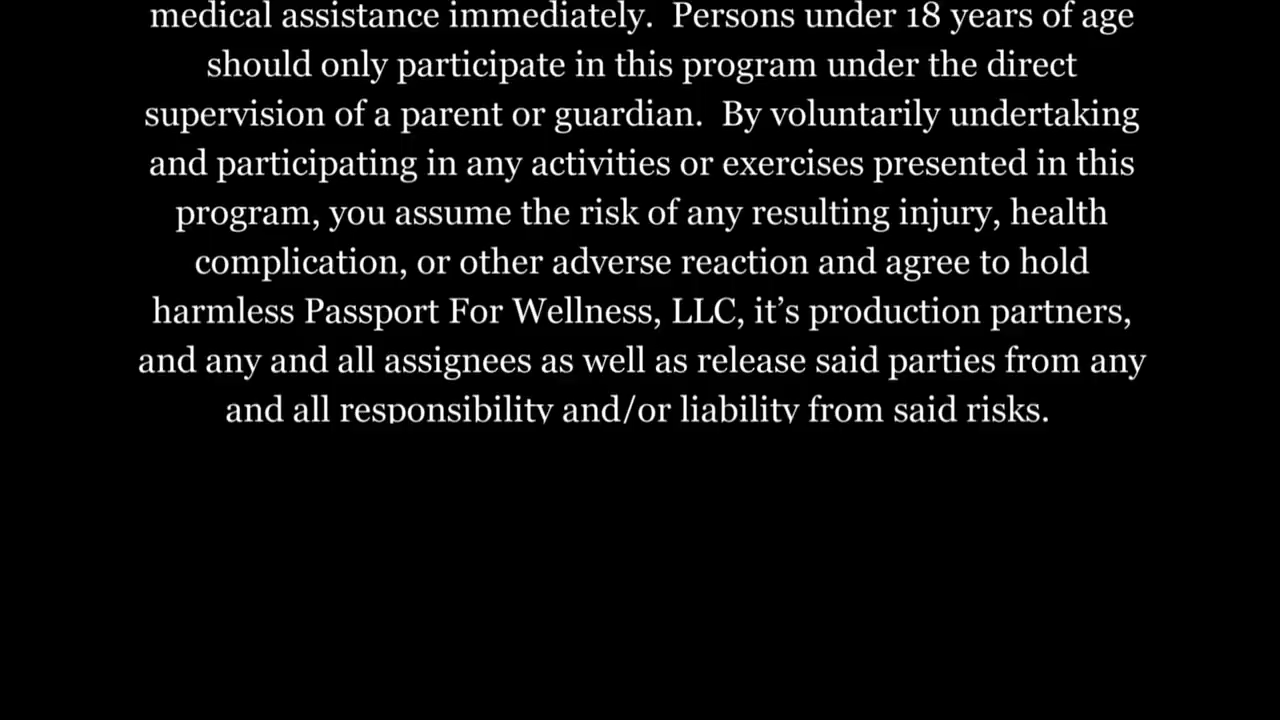 medical assistance immediately.  Persons under 18 years of age
should only participate in this program under the direct
supervision of a parent or guardian.  By voluntarily undertaking
and participating in any activities or exercises presented in this
program, you assume the risk of any resulting injury, health
complication, or other adverse reaction and agree to hold
harmless Passport For Wellness, LLC, it’s production partners,
and any and all assignees as well as release said parties from any
and all responsibility and/or liability from said risks.